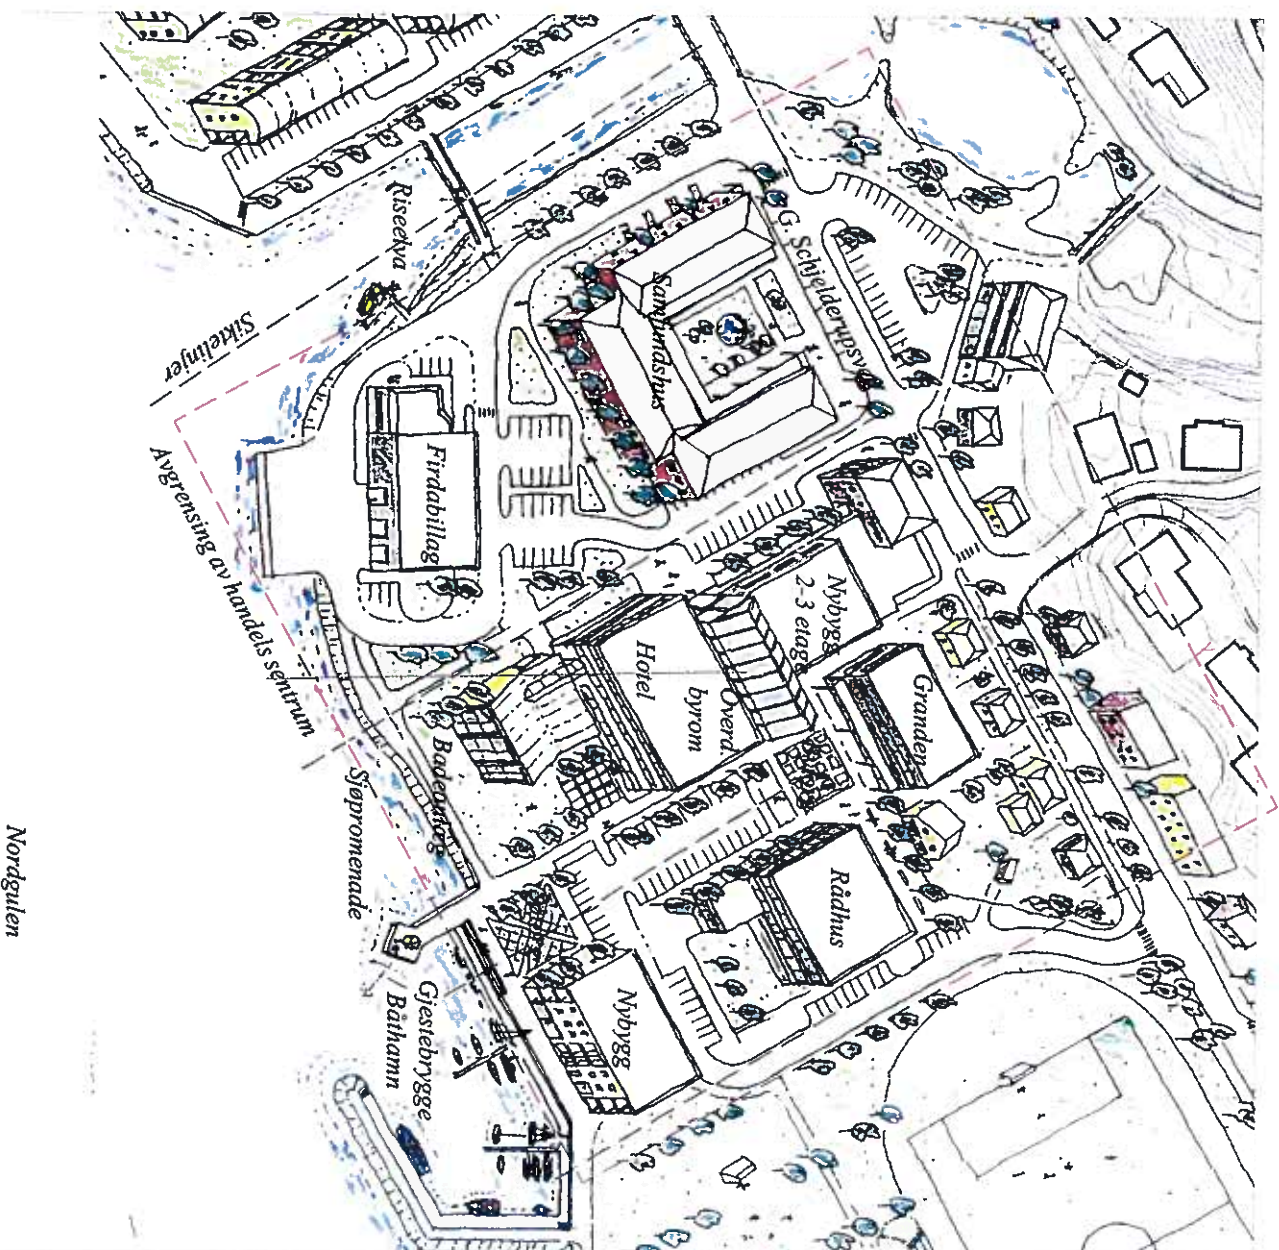 G. Schjelderupsv
Samfundshus
Riseelva
Siktelinjer
Firdabillag
Avgrensing av handels sentrum
Nybygg
2-3 etage
Granden
Hotel
Overd.
byrom
Badeanlegg
Sjøpromenade
Rådhus
Nybygg
Gjestebrygge
/ Båthamn
Nordgulen